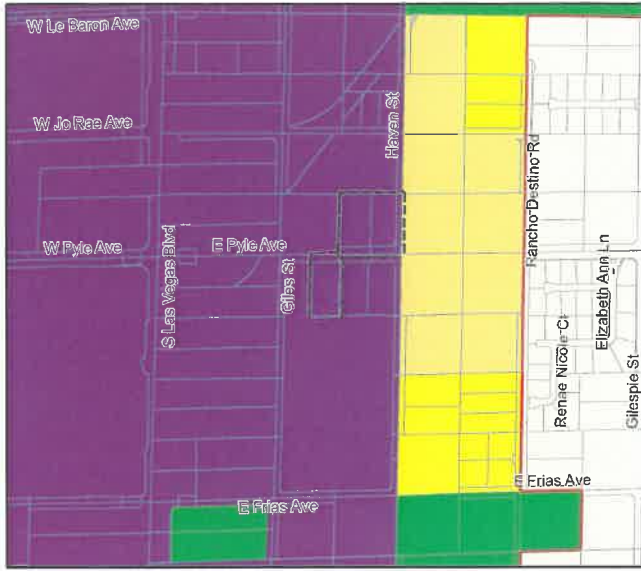 W Le Baron Ave
W Jo Rae Ave
Haven St
Rancho Destino Rd
W Pyle Ave
E Pyle Ave
S Las Vegas Blvd
Giles St
Elizabeth Ann Ln
Renae Nicole Ct
Gillespie St
E Frias Ave
E Frias Ave